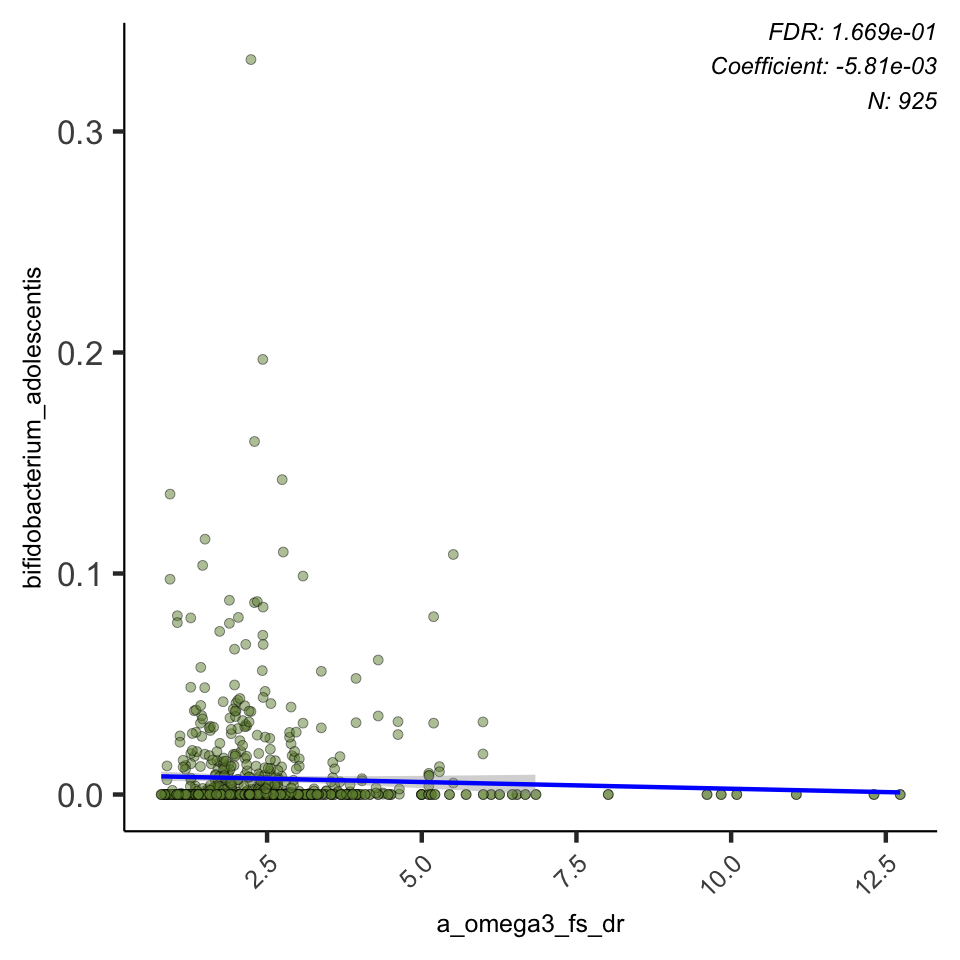 FDR: 1.669e-01
Coefficient: -5.81e-03
N: 925
bifidobacterium_adolescentis
0.3
0.2
0.1
0.0
2.5
5.0
7.5
10.0
12.5
a_omega3_fs_dr